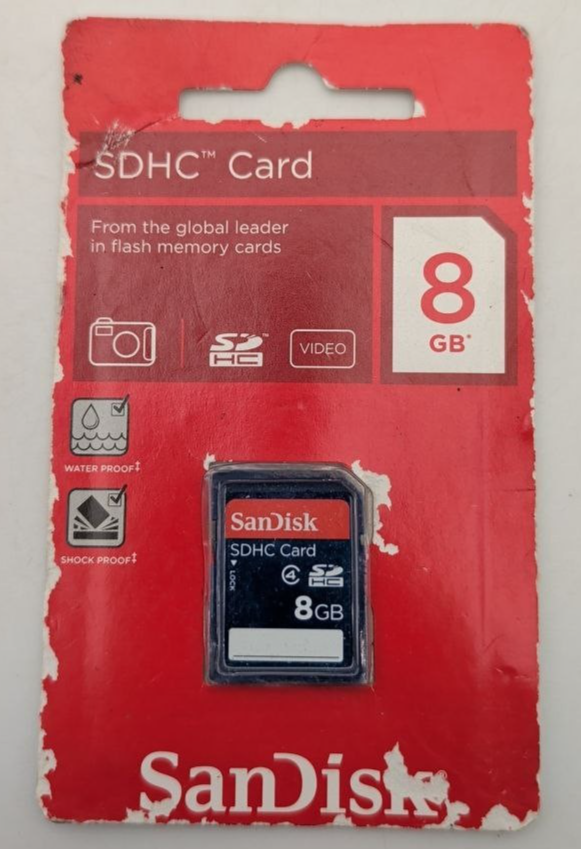 SDHC™ Card
From the global leader
in flash memory cards
8
GB*
SD
HC
VIDEO
WATER PROOF‡
SHOCK PROOF‡
SanDisk
SDHC Card
LOCK
4
SD
HC
8GB
SanDisk